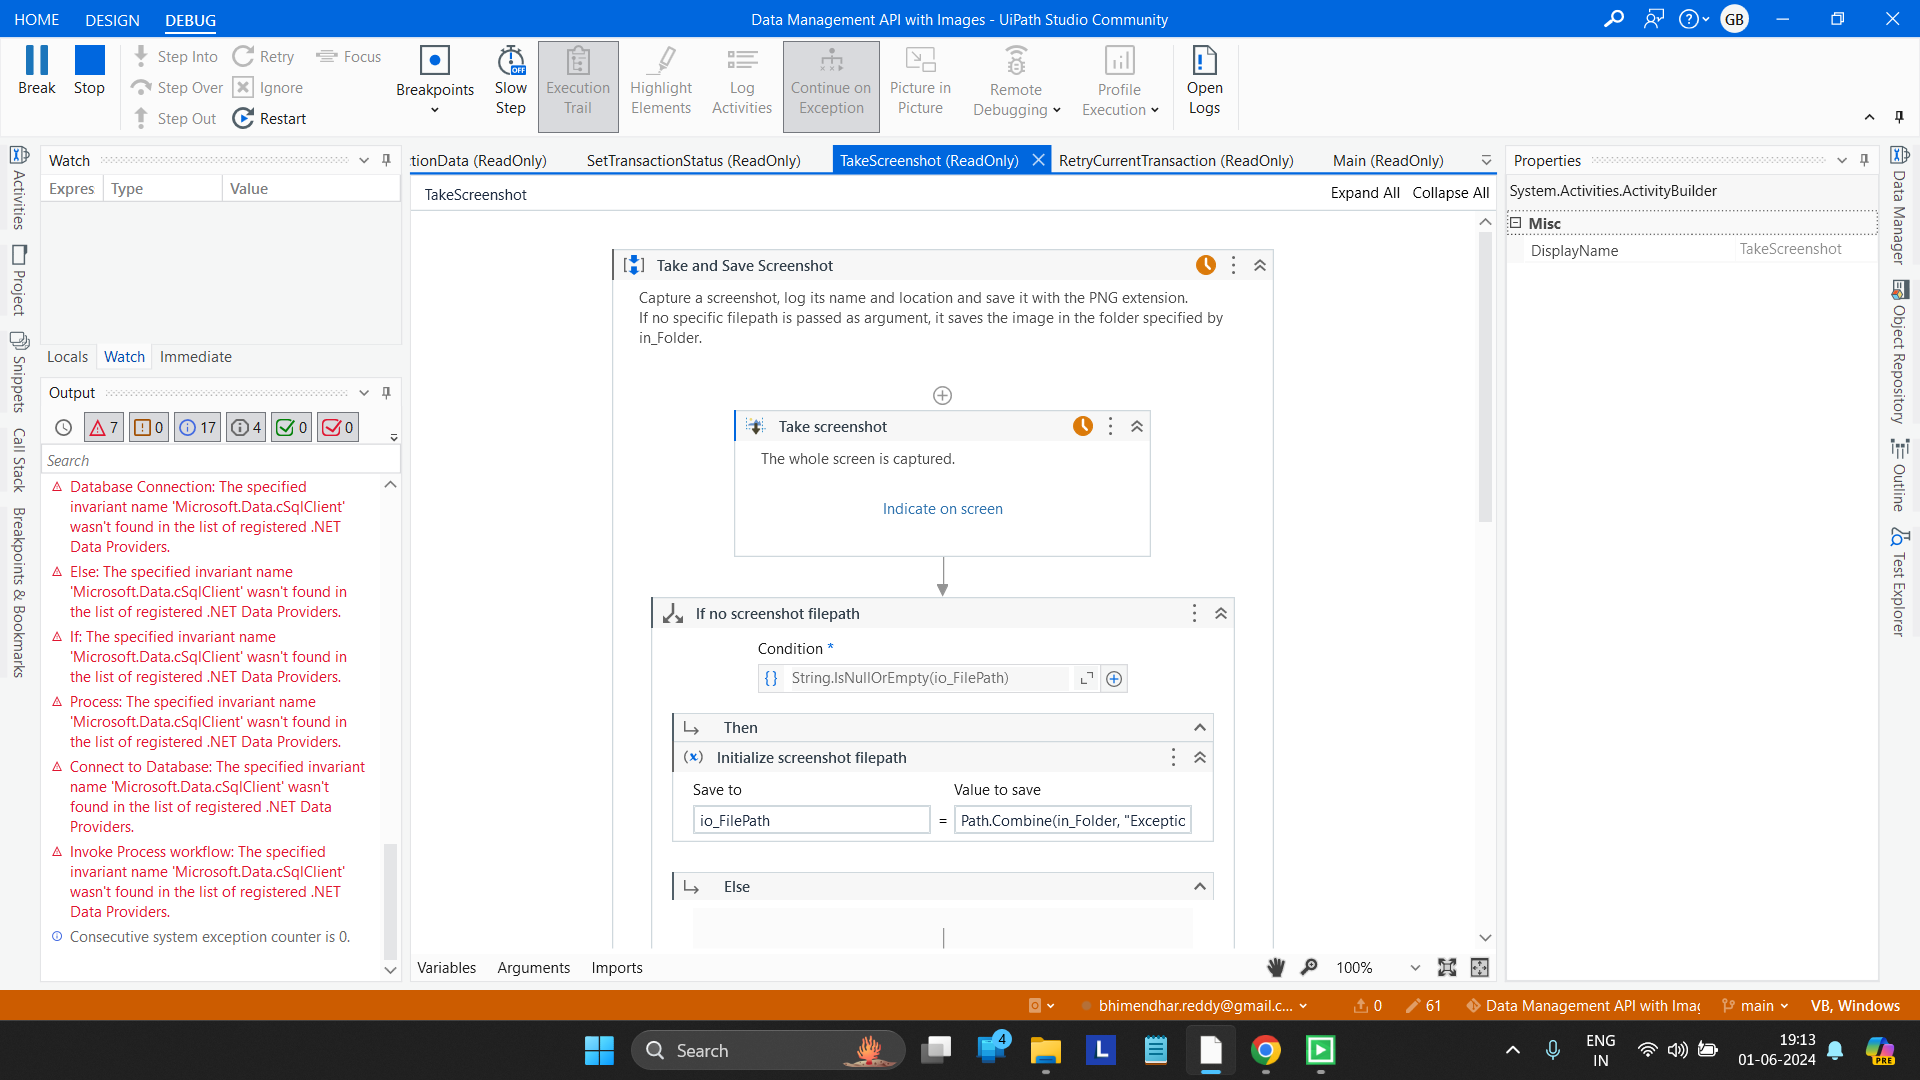 HOME DESIGN DEBUG
Data Management API with Images - UiPath Studio Community
GB
Break
Stop
Step Into
Step Over
Step Out
Retry
Ignore
Restart
Focus
Breakpoints
OFF
Slow
Step
Execution
Trail
Highlight
Elements
Log
Activities
Continue on
Exception
Picture in
Picture
Remote
Debugging
Profile
Execution
Open
Logs
Activities
Project
Snippets
Call Stack
Breakpoints & Bookmarks
Watch
Expres Type Value
Locals Watch Immediate
Output
7 0 17 4 0 0
Search
Database Connection: The specified
invariant name 'Microsoft.Data.cSqlClient'
wasn't found in the list of registered .NET
Data Providers.
Else: The specified invariant name
'Microsoft.Data.cSqlClient' wasn't found in
the list of registered .NET Data Providers.
If: The specified invariant name
'Microsoft.Data.cSqlClient' wasn't found in
the list of registered .NET Data Providers.
Process: The specified invariant name
'Microsoft.Data.cSqlClient' wasn't found in
the list of registered .NET Data Providers.
Connect to Database: The specified invariant
name 'Microsoft.Data.cSqlClient' wasn't
found in the list of registered .NET Data
Providers.
Invoke Process workflow: The specified
invariant name 'Microsoft.Data.cSqlClient'
wasn't found in the list of registered .NET
Data Providers.
Consecutive system exception counter is 0.
ctionData (ReadOnly) SetTransactionStatus (ReadOnly) TakeScreenshot (ReadOnly) RetryCurrentTransaction (ReadOnly) Main (ReadOnly)
TakeScreenshot
Expand All Collapse All
Take and Save Screenshot
Capture a screenshot, log its name and location and save it with the PNG extension.
If no specific filepath is passed as argument, it saves the image in the folder specified by
in_Folder.
Take screenshot
The whole screen is captured.
Indicate on screen
If no screenshot filepath
Condition *
{} String.IsNullOrEmpty(io_FilePath)
Then
(x) Initialize screenshot filepath
Save to Value to save
io_FilePath = Path.Combine(in_Folder, "Exceptic
Else
Variables Arguments Imports
100%
Properties
System.Activities.ActivityBuilder
Misc
DisplayName TakeScreenshot
Data Manager
Object Repository
Outline
Test Explorer
bhimendhar.reddy@gmail.c... 0 61 Data Management API with Imag main VB, Windows
Search
4
L
ENG
IN
19:13
01-06-2024
PRE